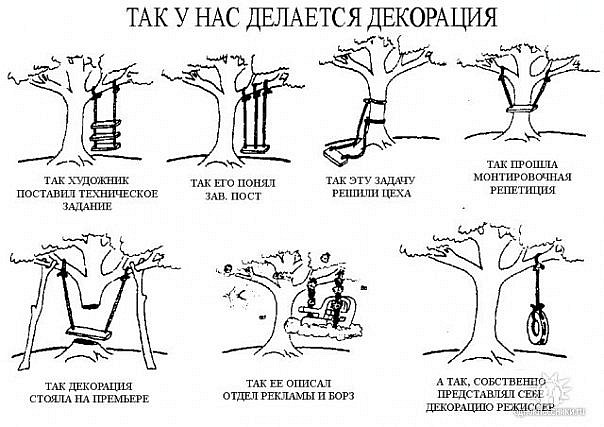 ТАК У НАС ДЕЛАЕТСЯ ДЕКОРАЦИЯ
ТАК ХУДОЖНИК
ПОСТАВИЛ ТЕХНИЧЕСКОЕ
ЗАДАНИЕ
ТАК ЕГО ПОНЯЛ
ЗАВ. ПОСТ
ТАК ЭТУ ЗАДАЧУ
РЕШИЛИ ЦЕХА
ТАК ПРОШЛА
МОНТИРОВОЧНАЯ
РЕПЕТИЦИЯ
ТАК ДЕКОРАЦИЯ
СТОЯЛА НА ПРЕМЬЕРЕ
ТАК ЕЕ ОПИСАЛ
ОТДЕЛ РЕКЛАМЫ И БОРЗ
А ТАК, СОБСТВЕННО
ПРЕДСТАВЛЯЛ СЕБЕ
ДЕКОРАЦИЮ РЕЖИССЕР